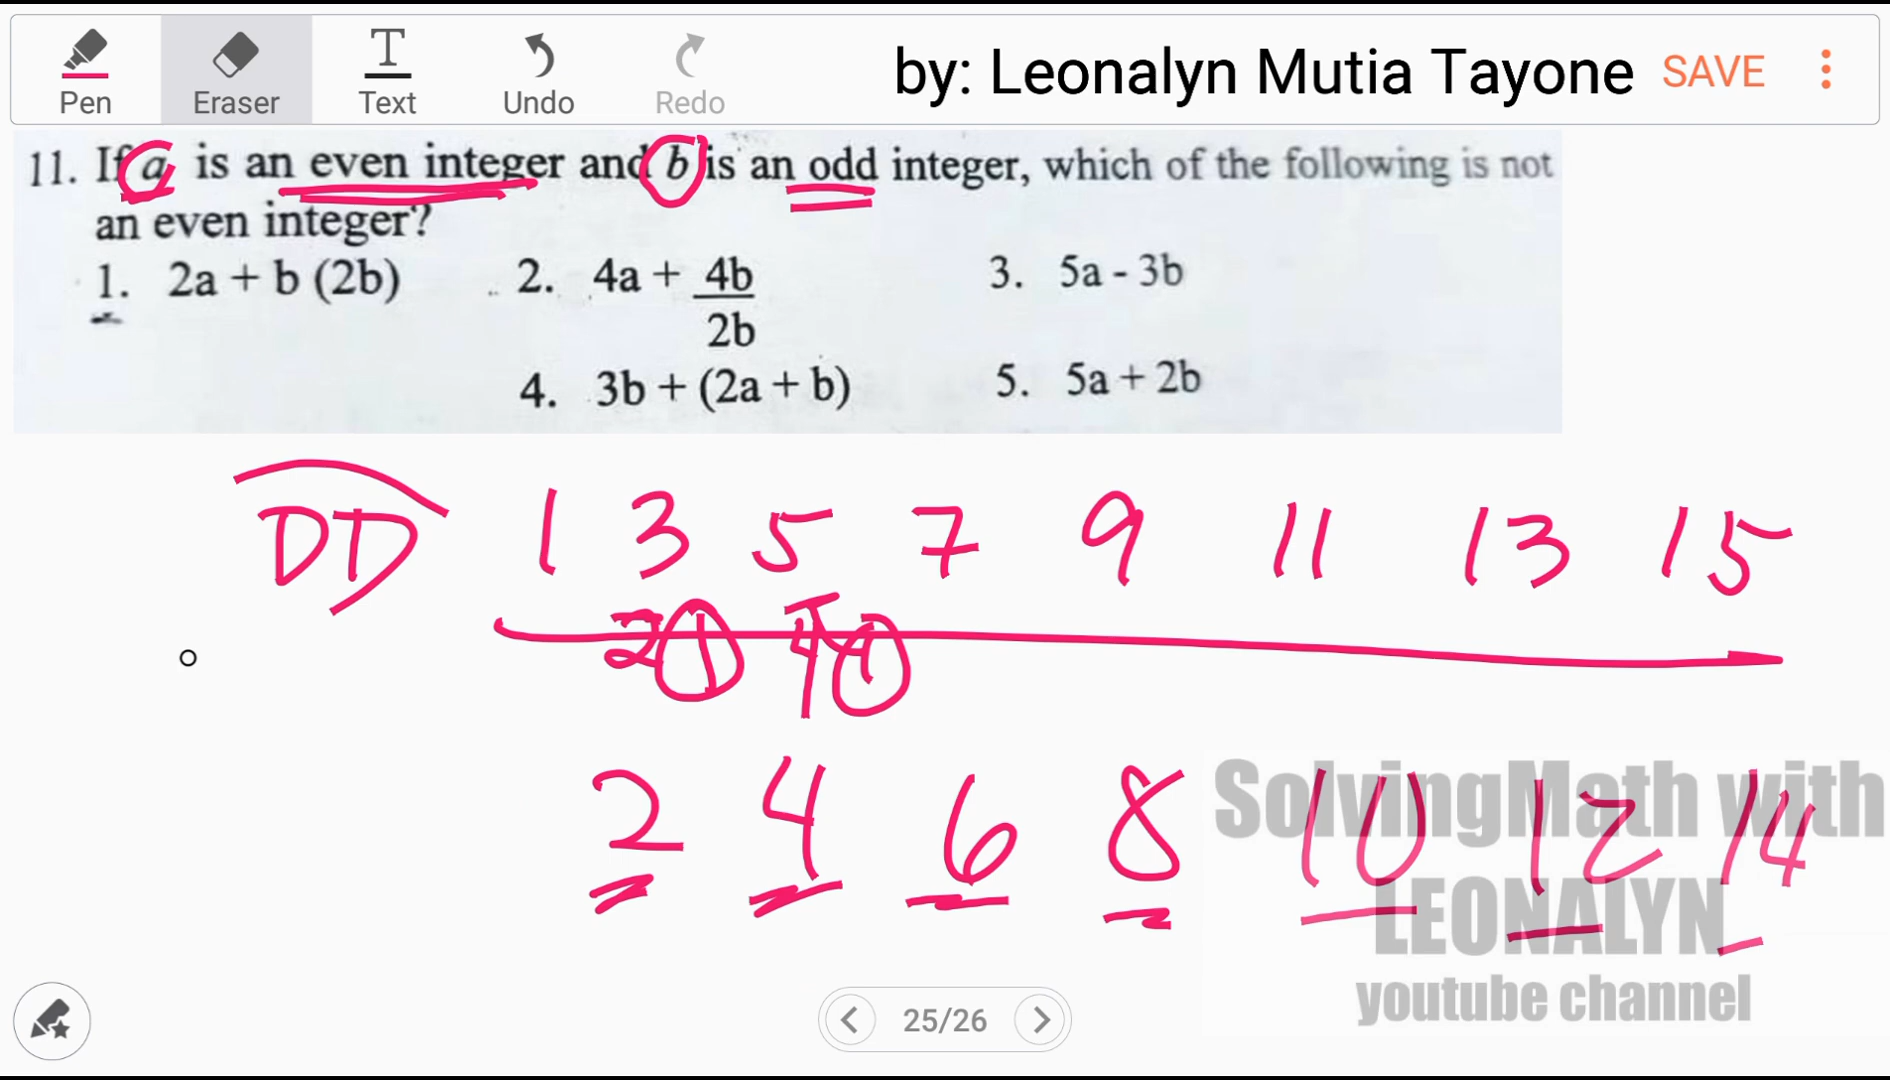 Pen
Eraser
Text
Undo
Redo
by: Leonalyn Mutia Tayone
SAVE
11. If a is an even integer and b is an odd integer, which of the following is not
an even integer?
1. 2a + b (2b)
2. 4a + 4b
2b
3. 5a - 3b
4. 3b + (2a + b)
5. 5a + 2b
1 3 5 7 9 11 13 15
2 4 6 8 10 12 14
SolvingMath with
LEONALYN
youtube channel
25/26